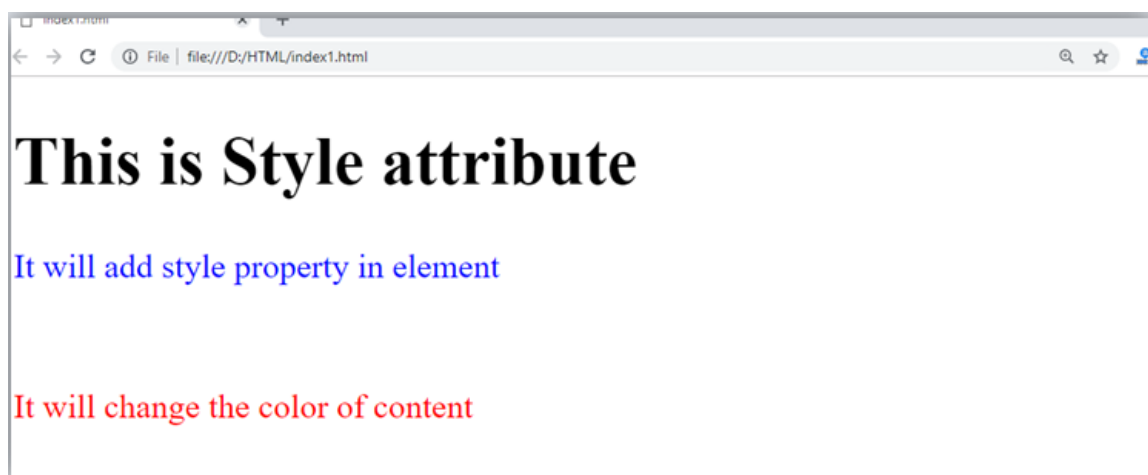 index1.html
File | file:///D:/HTML/index1.html
This is Style attribute
It will add style property in element
It will change the color of content